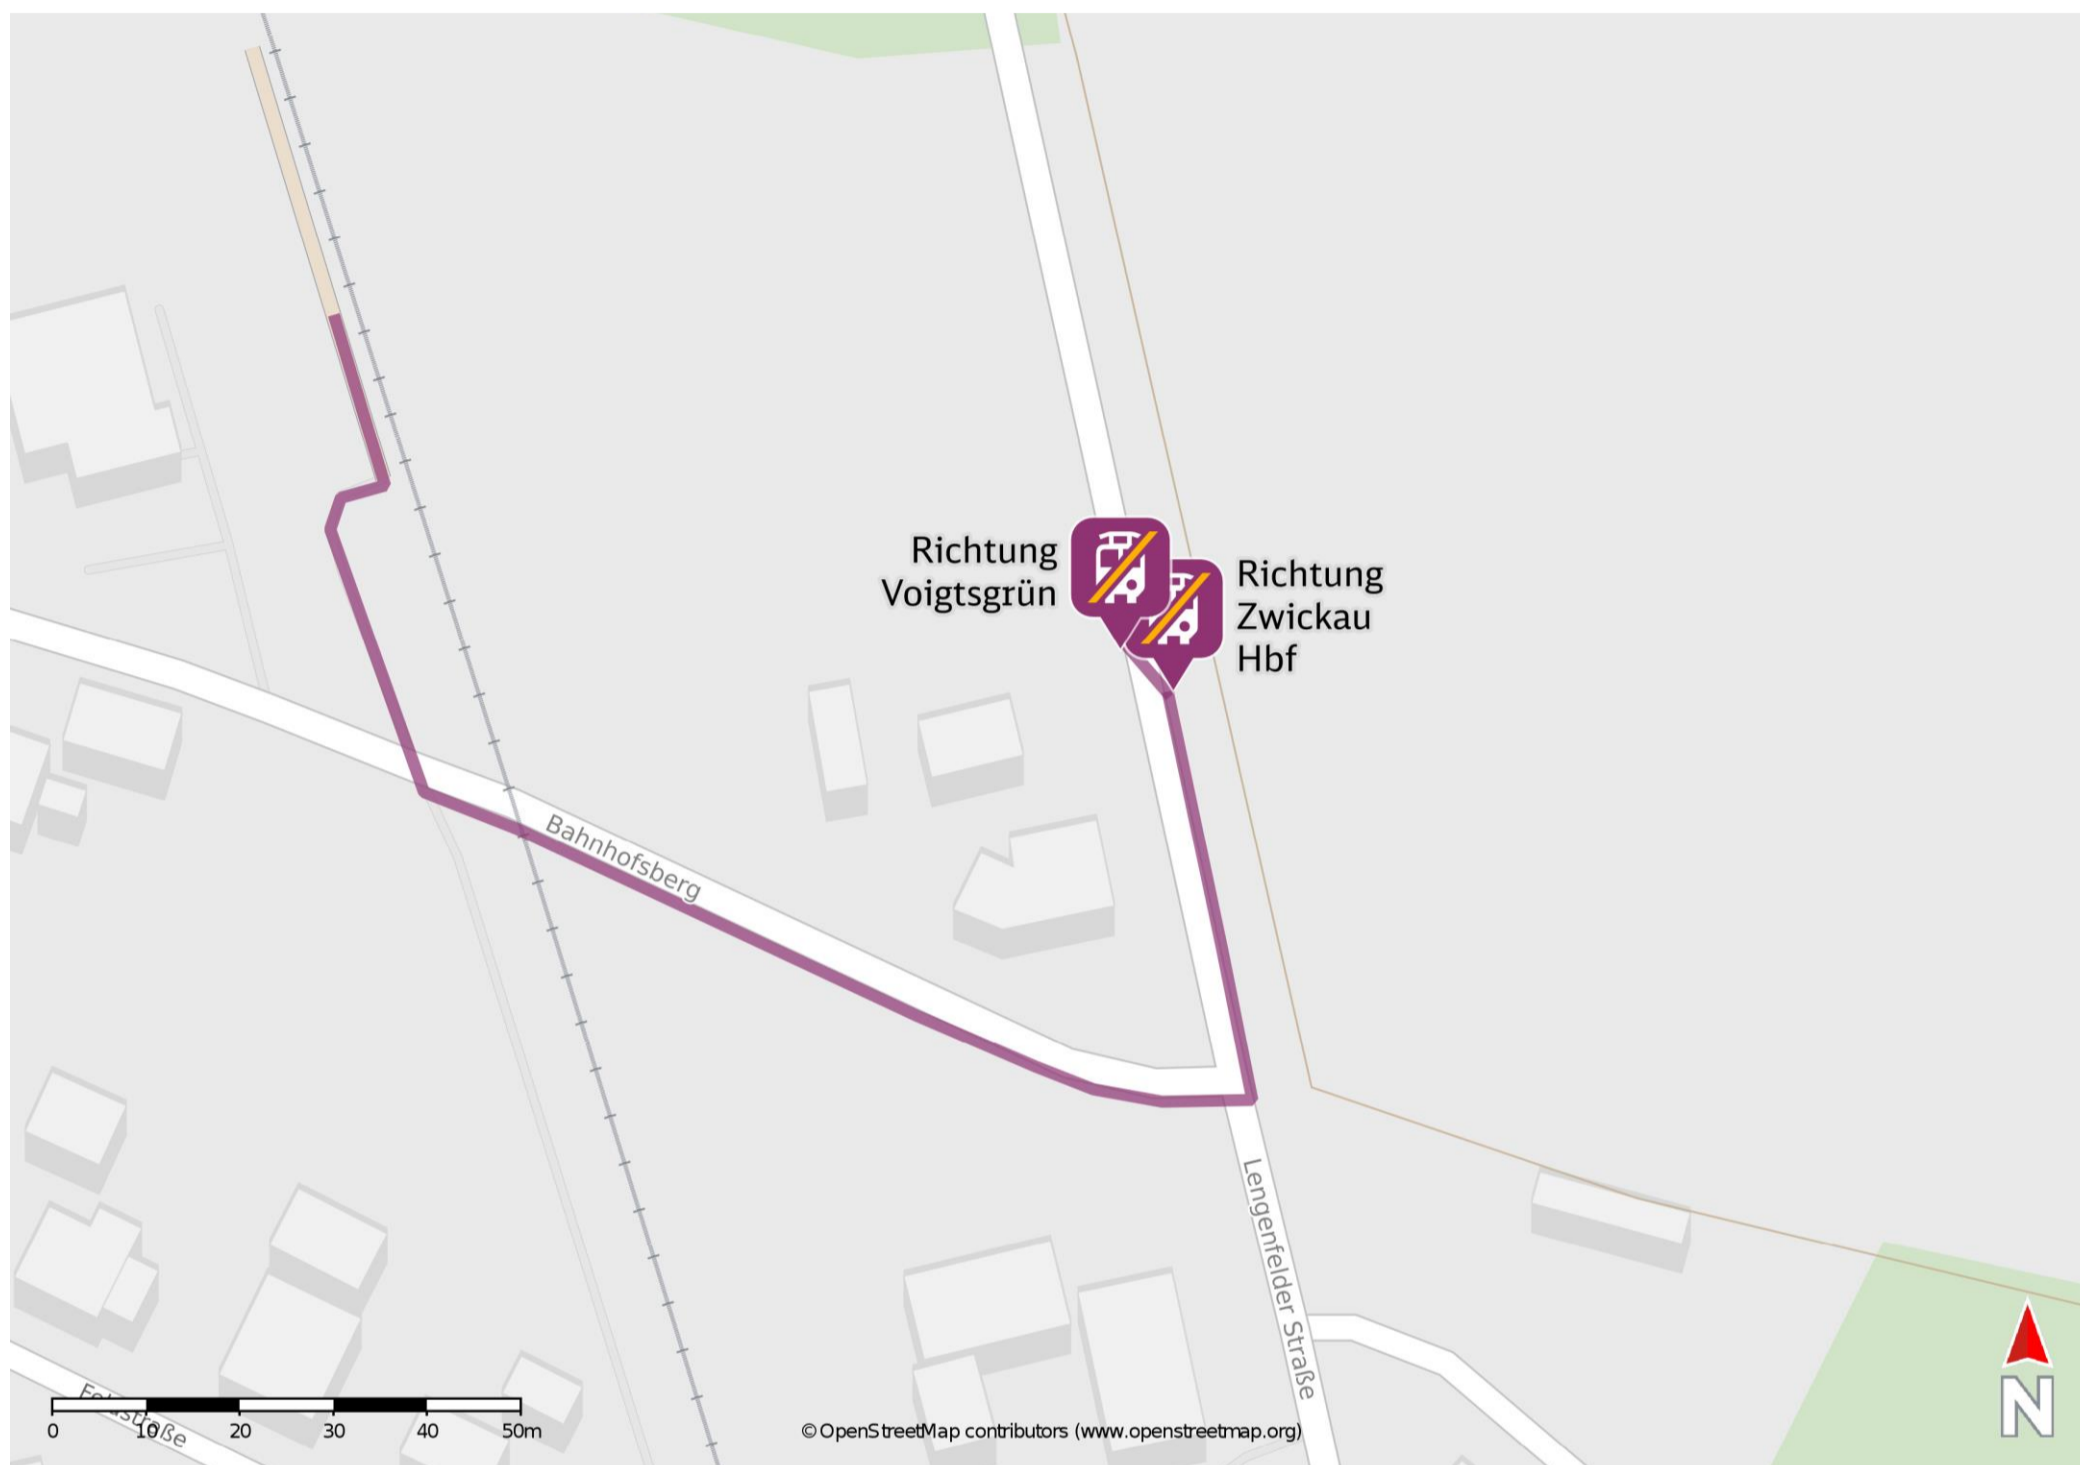 Richtung
Voigtsgrün
Richtung
Zwickau
Hbf
Bahnhofsberg
Lengenfelder Straße
0 10 20 30 40 50m
© OpenStreetMap contributors (www.openstreetmap.org)
N